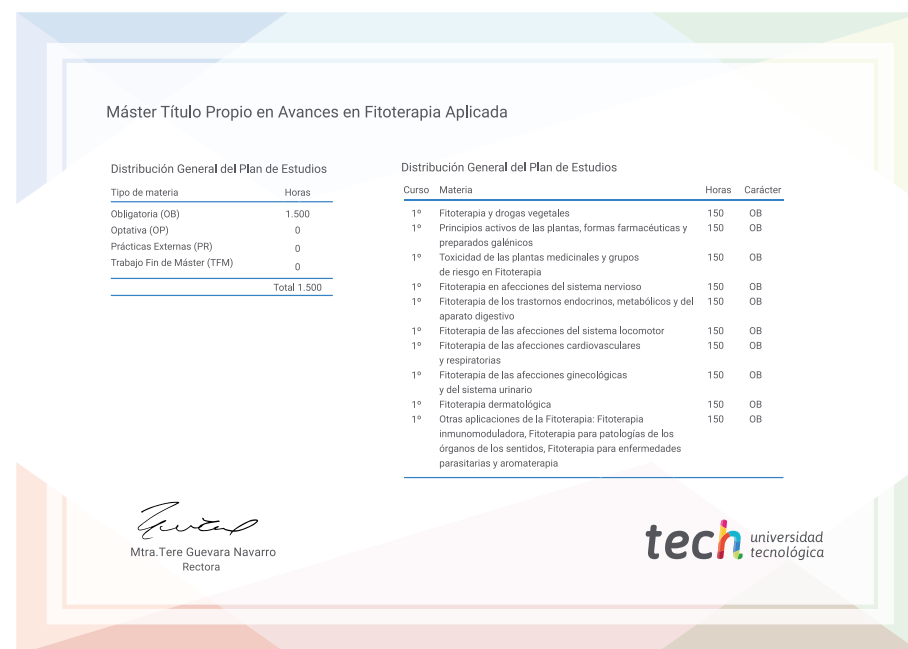 Máster Título Propio en Avances en Fitoterapia Aplicada
Distribución General del Plan de Estudios
Tipo de materia Horas
Obligatoria (OB) 1.500
Optativa (OP) 0
Prácticas Externas (PR) 0
Trabajo Fin de Máster (TFM) 0
Total 1.500
Distribución General del Plan de Estudios
Curso Materia Horas Carácter
1º Fitoterapia y drogas vegetales 150 OB
1º Principios activos de las plantas, formas farmacéuticas y 150 OB
preparados galénicos
1º Toxicidad de las plantas medicinales y grupos 150 OB
de riesgo en Fitoterapia
1º Fitoterapia en afecciones del sistema nervioso 150 OB
1º Fitoterapia de los trastornos endocrinos, metabólicos y del 150 OB
aparato digestivo
1º Fitoterapia de las afecciones del sistema locomotor 150 OB
1º Fitoterapia de las afecciones cardiovasculares 150 OB
y respiratorias
1º Fitoterapia de las afecciones ginecológicas 150 OB
y del sistema urinario
1º Fitoterapia dermatológica 150 OB
1º Otras aplicaciones de la Fitoterapia: Fitoterapia 150 OB
inmunomoduladora, Fitoterapia para patologías de los
órganos de los sentidos, Fitoterapia para enfermedades
parasitarias y aromaterapia
Mtra.Tere Guevara Navarro
Rectora
tech universidad
tecnológica